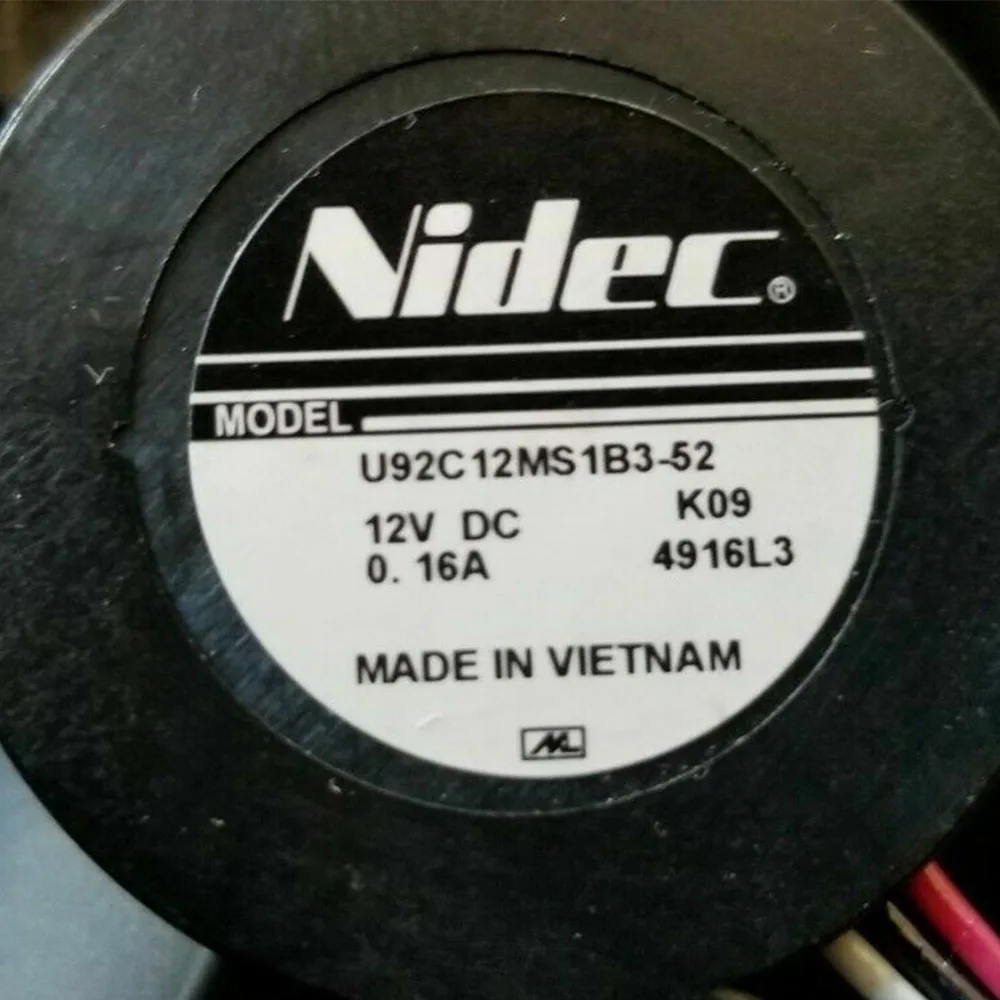 Nidec®
MODEL
U92C12MS1B3-52
12V DC K09
0.16A 4916L3
MADE IN VIETNAM